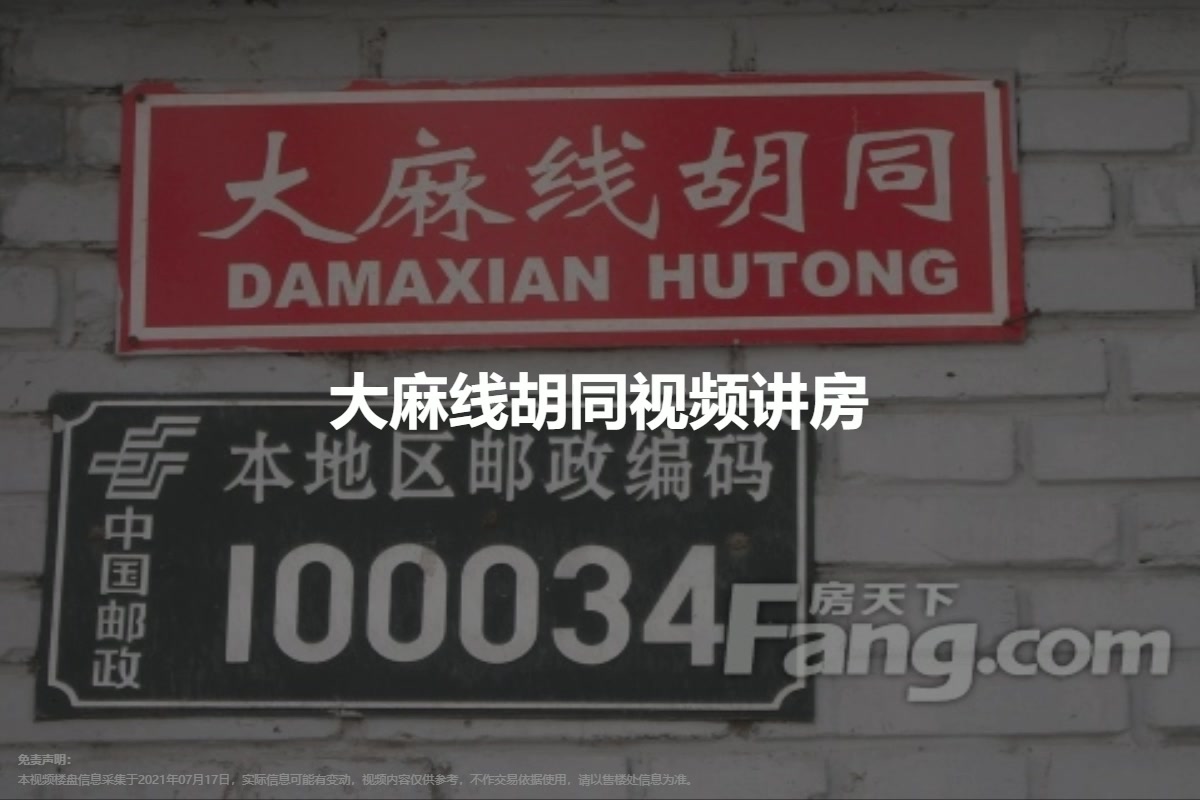 大麻线胡同
DAMAXIAN HUTONG
大麻线胡同视频讲房
本地区邮政编码
中国邮政
100034
房天下
Fang.com
免责声明：
本视频楼盘信息采集于2021年07月17日，实际信息可能有变动，视频内容仅供参考，不作交易依据使用，请以售楼处信息为准。